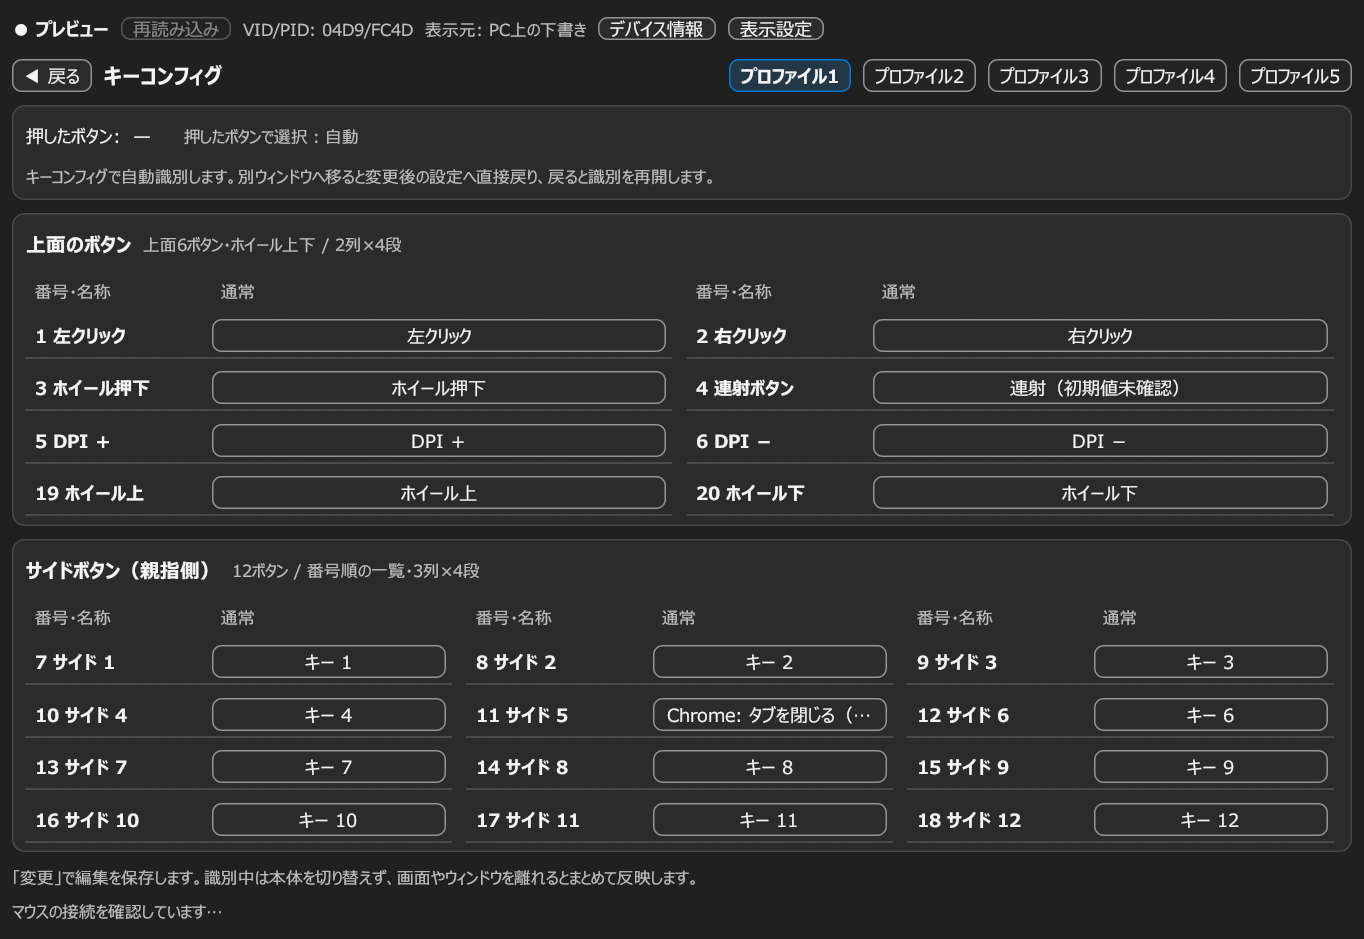 ● プレビュー 再読み込み VID/PID: 04D9/FC4D 表示元: PC上の下書き デバイス情報 表示設定
◀ 戻る キーコンフィグ プロファイル1 プロファイル2 プロファイル3 プロファイル4 プロファイル5
押したボタン: — 押したボタンで選択：自動
キーコンフィグで自動識別します。別ウィンドウへ移ると変更後の設定へ直接戻り、戻ると識別を再開します。
上面のボタン 上面6ボタン・ホイール上下 / 2列×4段
番号・名称 通常 番号・名称 通常
1 左クリック 左クリック 2 右クリック 右クリック
3 ホイール押下 ホイール押下 4 連射ボタン 連射（初期値未確認）
5 DPI ＋ DPI ＋ 6 DPI − DPI −
19 ホイール上 ホイール上 20 ホイール下 ホイール下
サイドボタン（親指側） 12ボタン / 番号順の一覧・3列×4段
番号・名称 通常 番号・名称 通常 番号・名称 通常
7 サイド 1 キー 1 8 サイド 2 キー 2 9 サイド 3 キー 3
10 サイド 4 キー 4 11 サイド 5 Chrome: タブを閉じる（… 12 サイド 6 キー 6
13 サイド 7 キー 7 14 サイド 8 キー 8 15 サイド 9 キー 9
16 サイド 10 キー 10 17 サイド 11 キー 11 18 サイド 12 キー 12
「変更」で編集を保存します。識別中は本体を切り替えず、画面やウィンドウを離れるとまとめて反映します。
マウスの接続を確認しています…